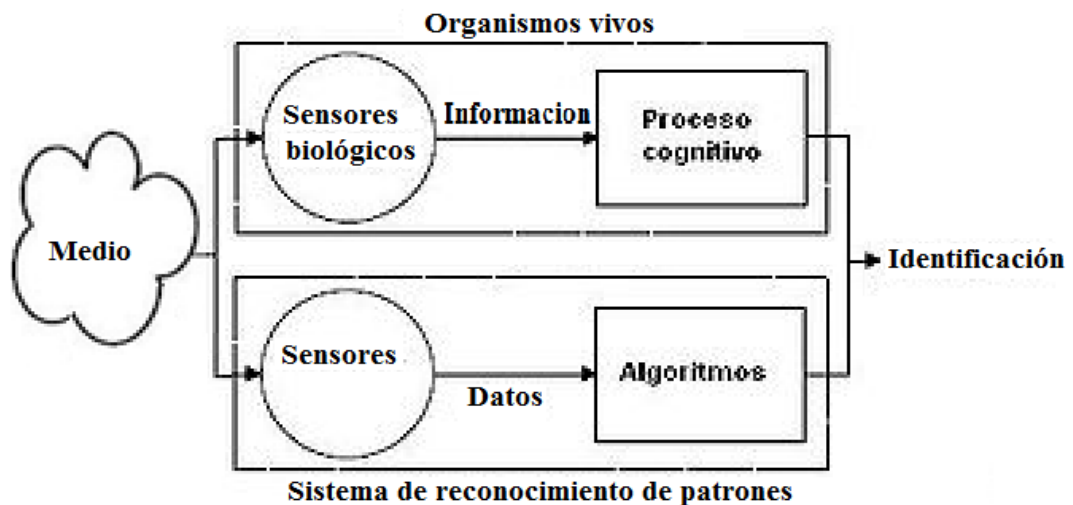 Organismos vivos
Sensores
biológicos
Informacion
Proceso
cognitivo
Medio
Identificación
Sensores
Datos
Algoritmos
Sistema de reconocimiento de patrones